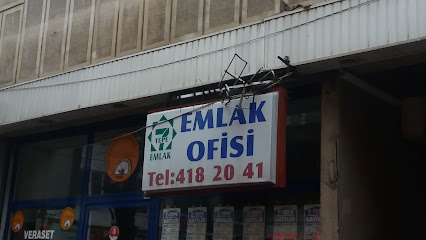 EMLAK
7
TEPE
EMLAK
OFİSİ
Tel:418 20 41
VERASET